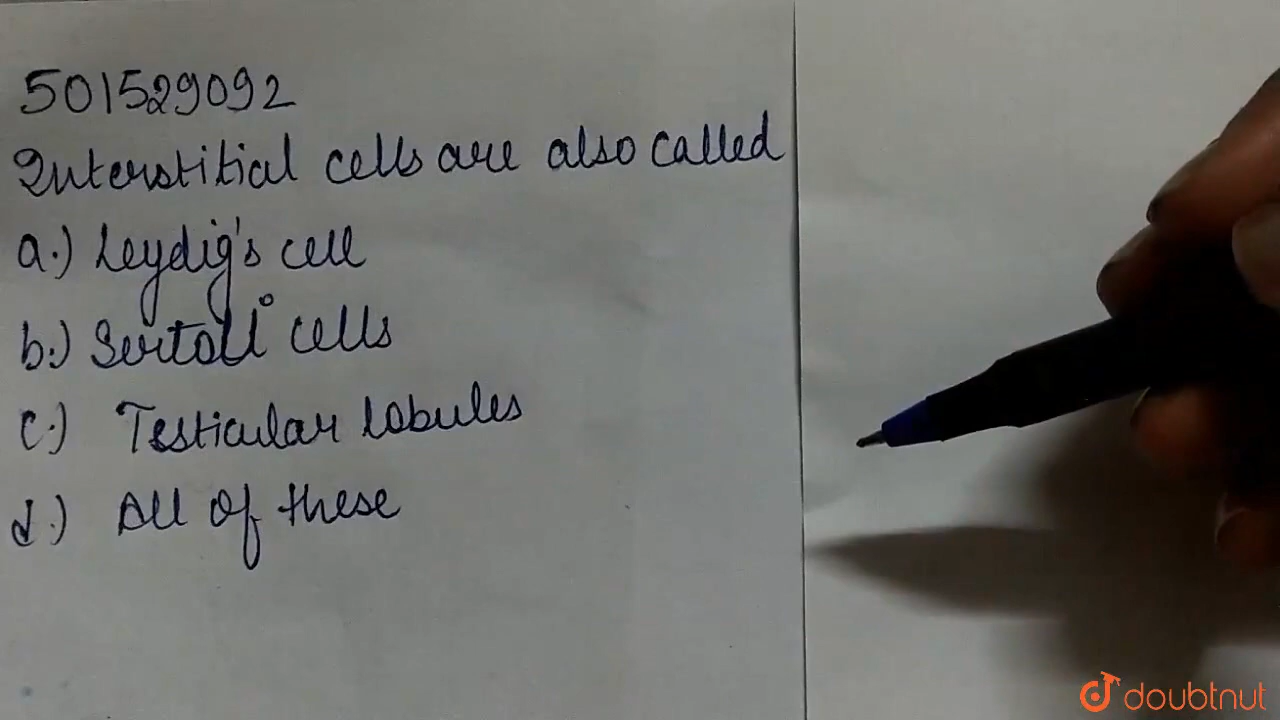 501529092
Interstitial cells are also called
a.) Leydig's cell
b.) Sertoli cells
c.) Testicular lobules
d.) All of these
doubtnut